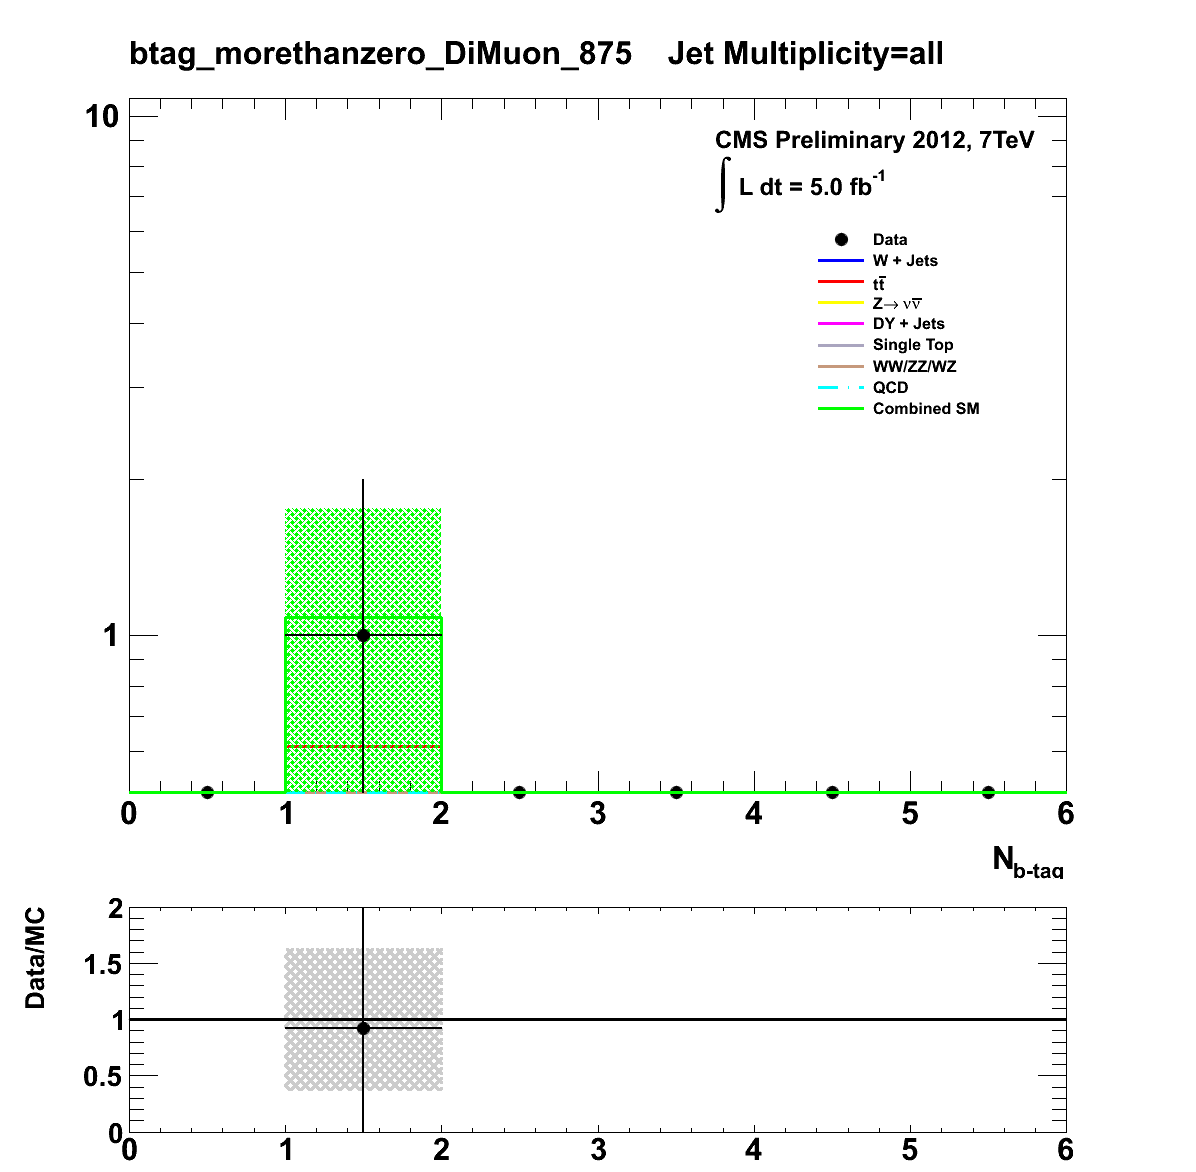 btag_morethanzero_DiMuon_875 Jet Multiplicity=all
10
CMS Preliminary 2012, 7TeV
∫ L dt = 5.0 fb⁻¹
Data
W + Jets
tt̅
Z→ νν̅
DY + Jets
Single Top
WW/ZZ/WZ
QCD
Combined SM
1
0 1 2 3 4 5 6
N_b-tag
Data/MC
2
1.5
1
0.5
0
0 1 2 3 4 5 6